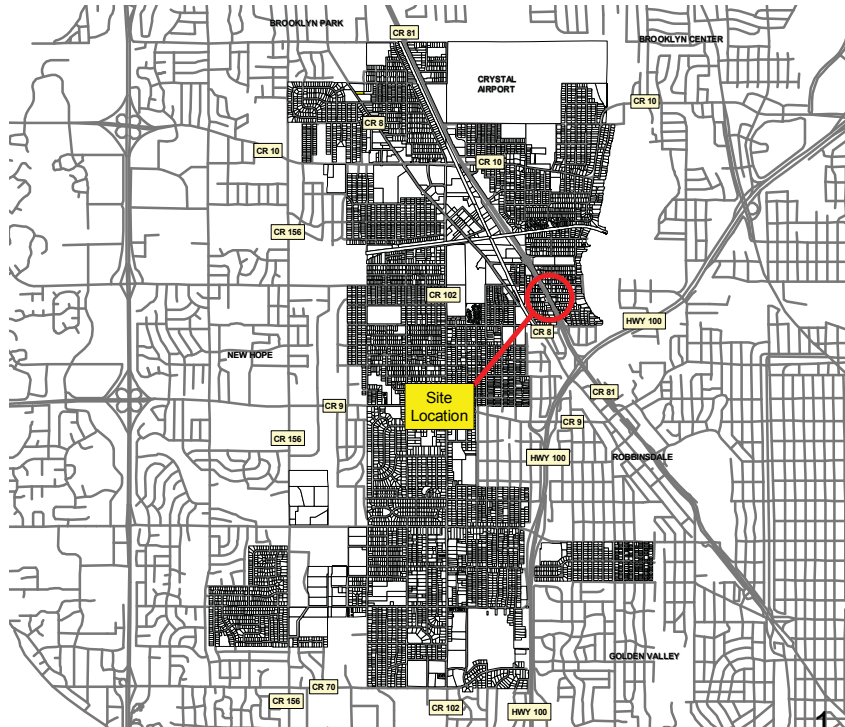 BROOKLYN PARK
CR 81
BROOKLYN CENTER
CRYSTAL
AIRPORT
CR 10
CR 8
CR 10
CR 10
CR 156
CR 102
HWY 100
CR 8
NEW HOPE
Site
Location
CR 81
CR 9
CR 9
CR 156
HWY 100
ROBBINSDALE
GOLDEN VALLEY
CR 70
CR 156
CR 102
HWY 100
1